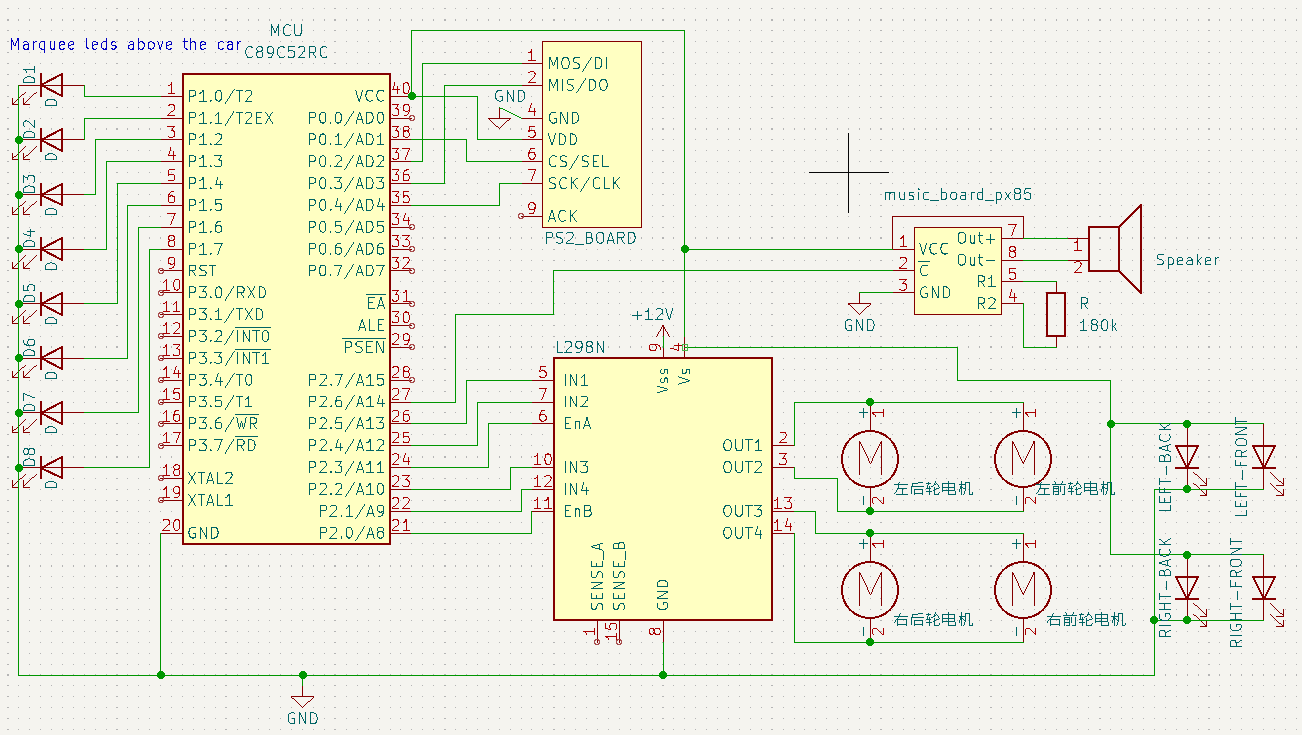 Marquee leds above the car
MCU
C89C52RC
D1
D
D2
D
D3
D
D4
D
D5
D
D6
D
D7
D
D8
D
1 P1.0/T2
2 P1.1/T2EX
3 P1.2
4 P1.3
5 P1.4
6 P1.5
7 P1.6
8 P1.7
9 RST
10 P3.0/RXD
11 P3.1/TXD
12 P3.2/INT0
13 P3.3/INT1
14 P3.4/T0
15 P3.5/T1
16 P3.6/WR
17 P3.7/RD
18 XTAL2
19 XTAL1
20 GND
VCC 40
P0.0/AD0 39
P0.1/AD1 38
P0.2/AD2 37
P0.3/AD3 36
P0.4/AD4 35
P0.5/AD5 34
P0.6/AD6 33
P0.7/AD7 32
EA 31
ALE 30
PSEN 29
P2.7/A15 28
P2.6/A14 27
P2.5/A13 26
P2.4/A12 25
P2.3/A11 24
P2.2/A10 23
P2.1/A9 22
P2.0/A8 21
1 MOS/DI
2 MIS/DO
GND
4 GND
5 VDD
6 CS/SEL
7 SCK/CLK
9 ACK
PS2_BOARD
music_board_px85
1 VCC
2 C
3 GND
Out+ 7
Out- 8
R1 5
R2 4
GND
1
2
Speaker
R
180k
+12V
L298N
9 Vss
4 Vs
5 IN1
7 IN2
6 EnA
10 IN3
12 IN4
11 EnB
OUT1 2
OUT2 3
OUT3 13
OUT4 14
SENSE_A 1
SENSE_B 15
GND 8
+ 1
M
- 2
左后轮电机
+ 1
M
- 2
左前轮电机
+ 1
M
- 2
右后轮电机
+ 1
M
- 2
右前轮电机
LEFT-BACK
LEFT-FRONT
RIGHT-BACK
RIGHT-FRONT
GND